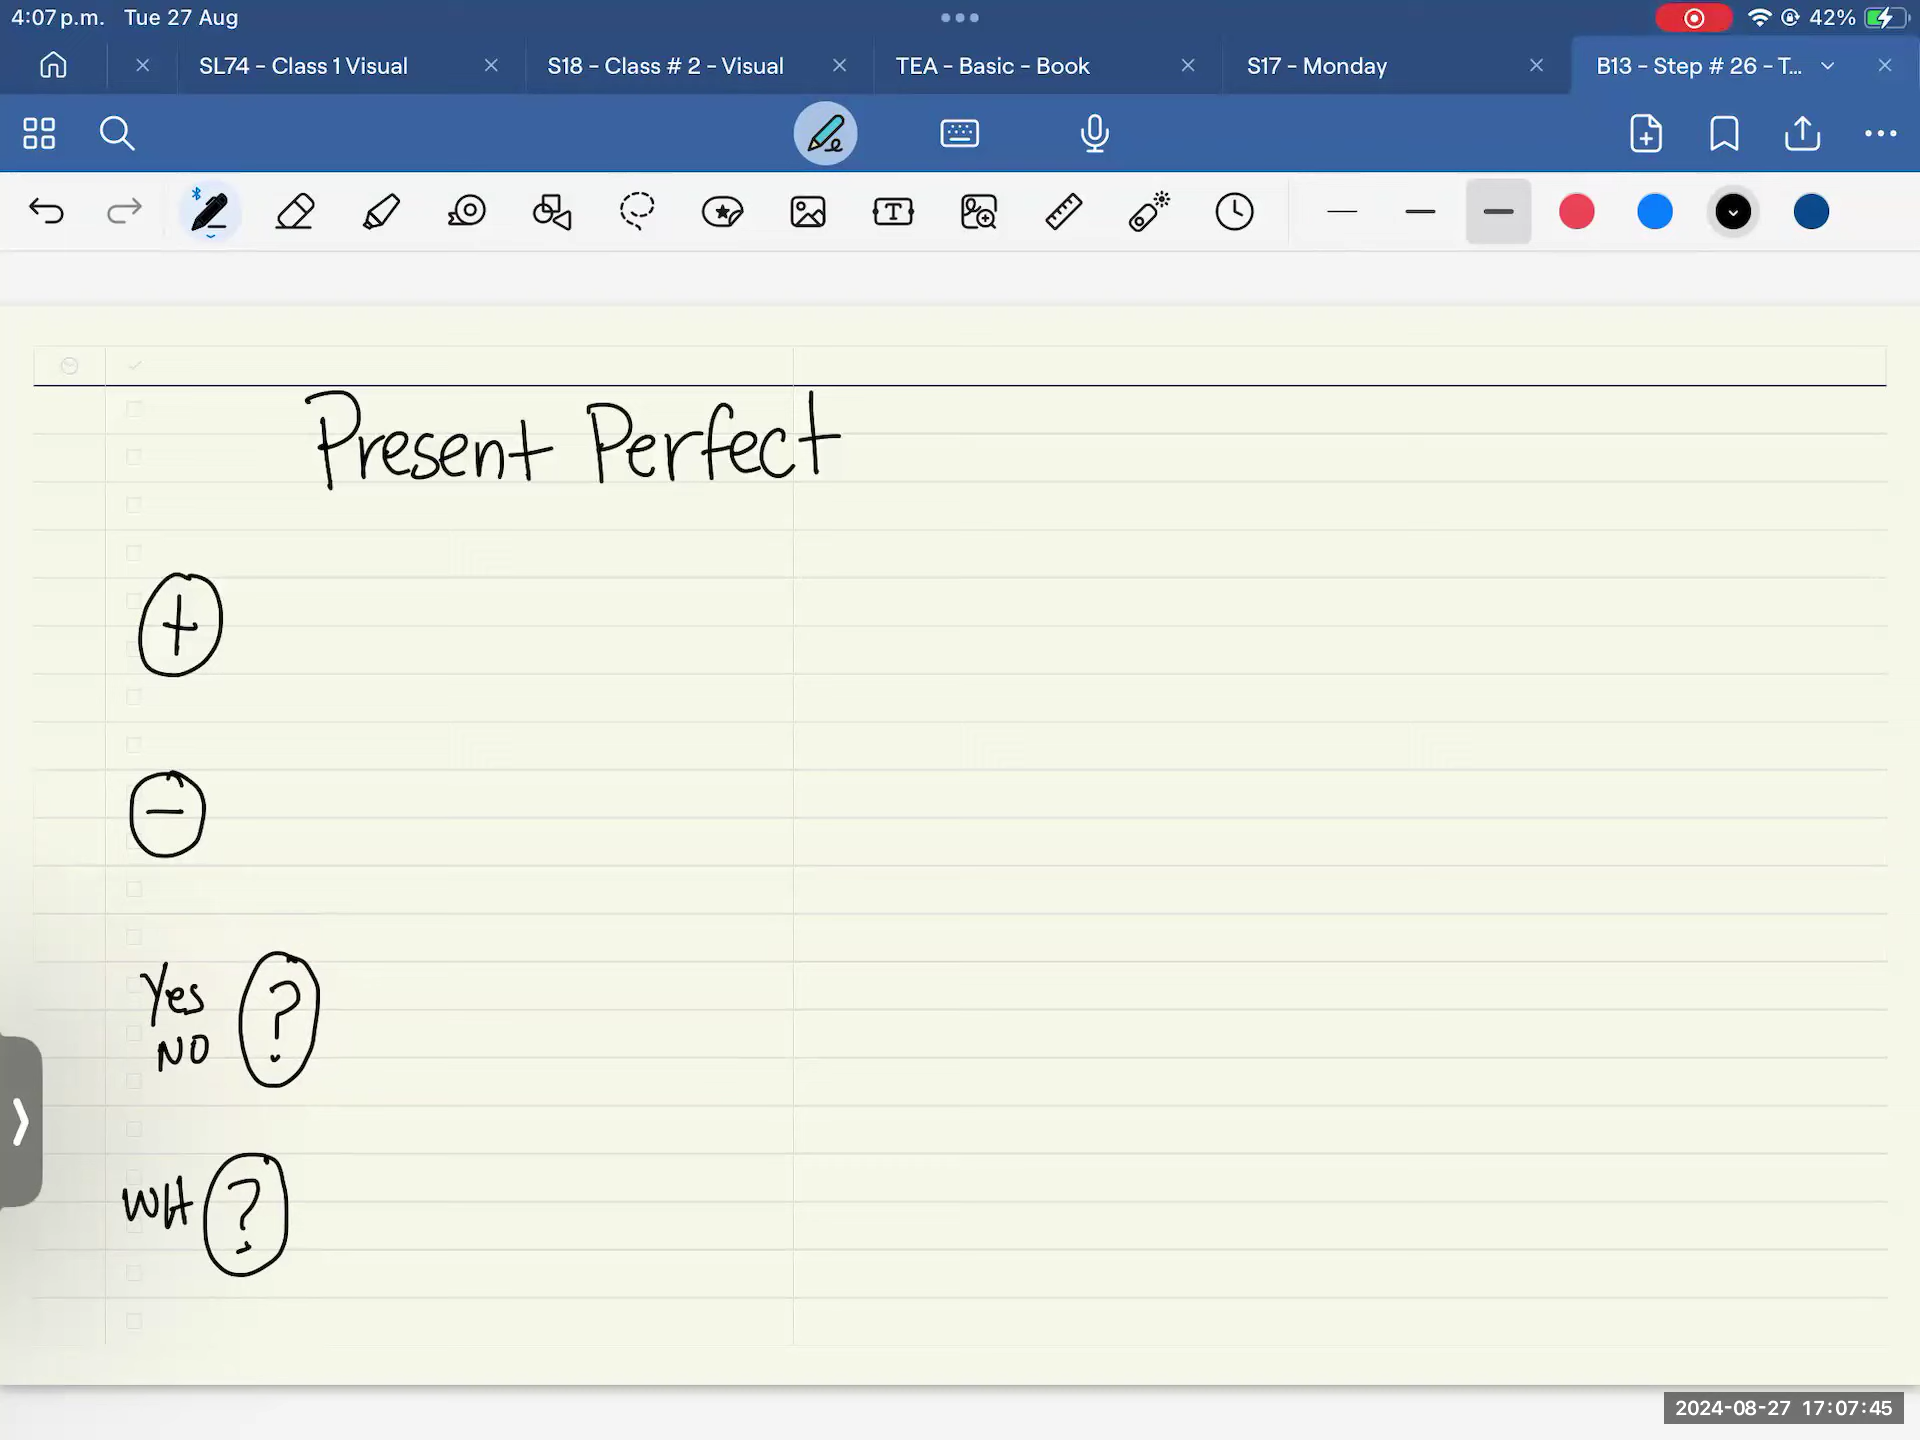 4:07 p.m. Tue 27 Aug
42%
SL74 - Class 1 Visual
S18 - Class # 2 - Visual
TEA - Basic - Book
S17 - Monday
B13 - Step # 26 - T...
Present Perfect
+
−
Yes
NO ?
WH ?
2024-08-27 17:07:45